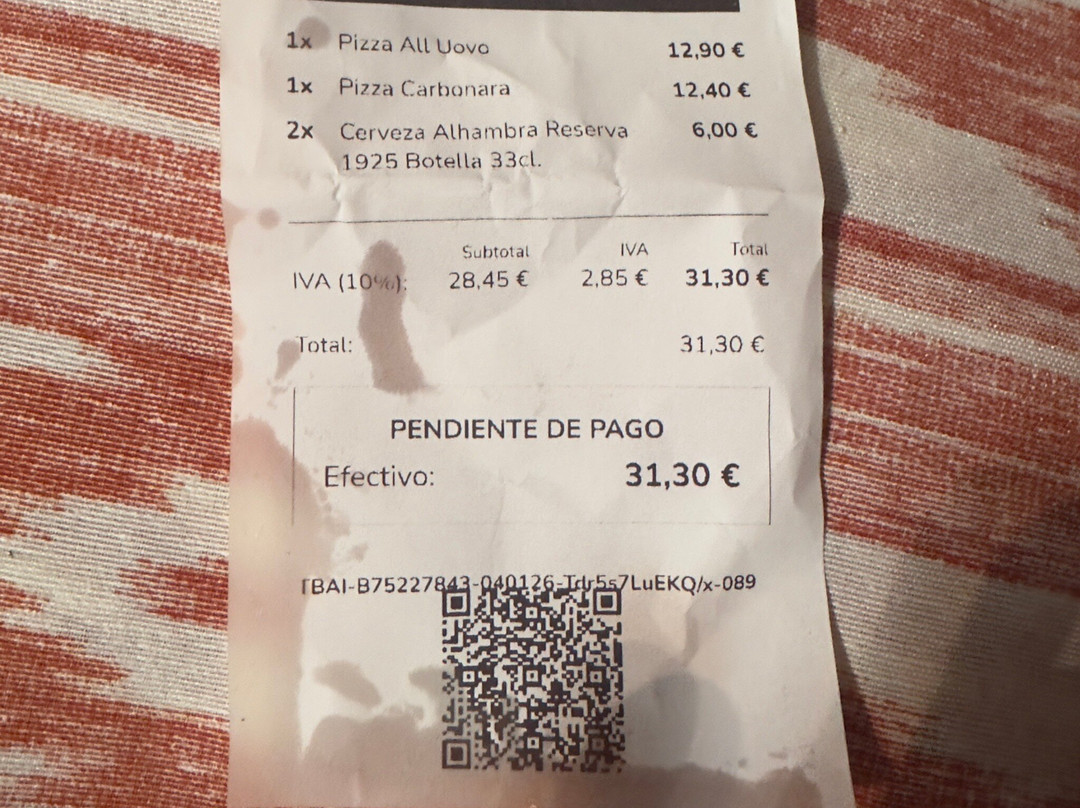 1x Pizza All Uovo 12,90 €
1x Pizza Carbonara 12,40 €
2x Cerveza Alhambra Reserva 6,00 €
1925 Botella 33cl.
Subtotal IVA Total
IVA (10%): 28,45 € 2,85 € 31,30 €
Total: 31,30 €
PENDIENTE DE PAGO
Efectivo: 31,30 €
TBAI-B75227843-040126-Tdr5s7LuEKQ/x-089